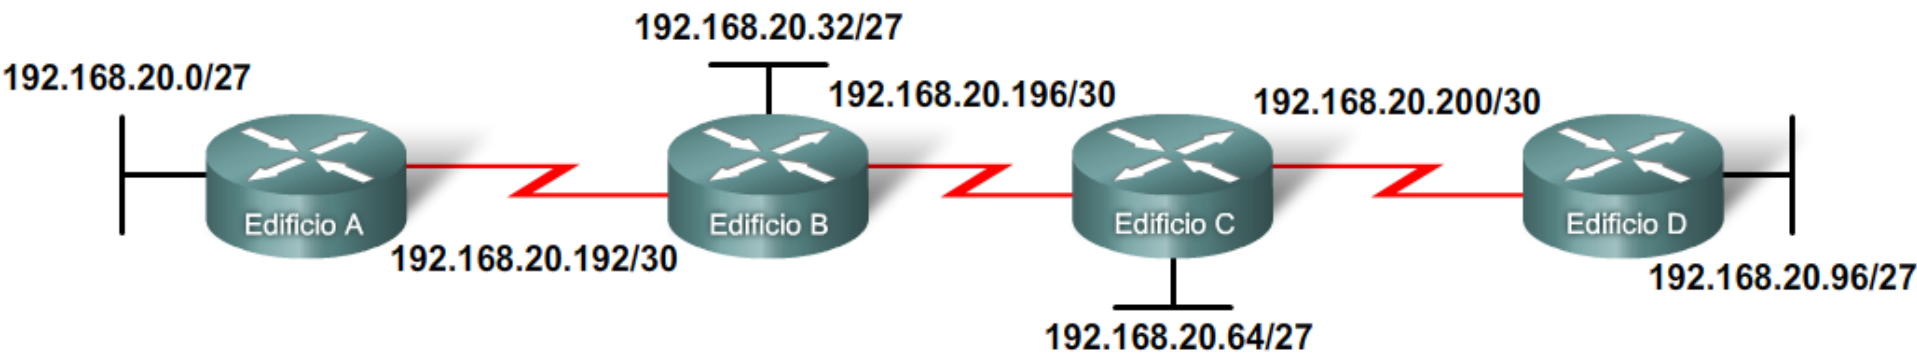 192.168.20.32/27
192.168.20.0/27
192.168.20.196/30
192.168.20.200/30
Edificio A
Edificio B
Edificio C
Edificio D
192.168.20.192/30
192.168.20.96/27
192.168.20.64/27